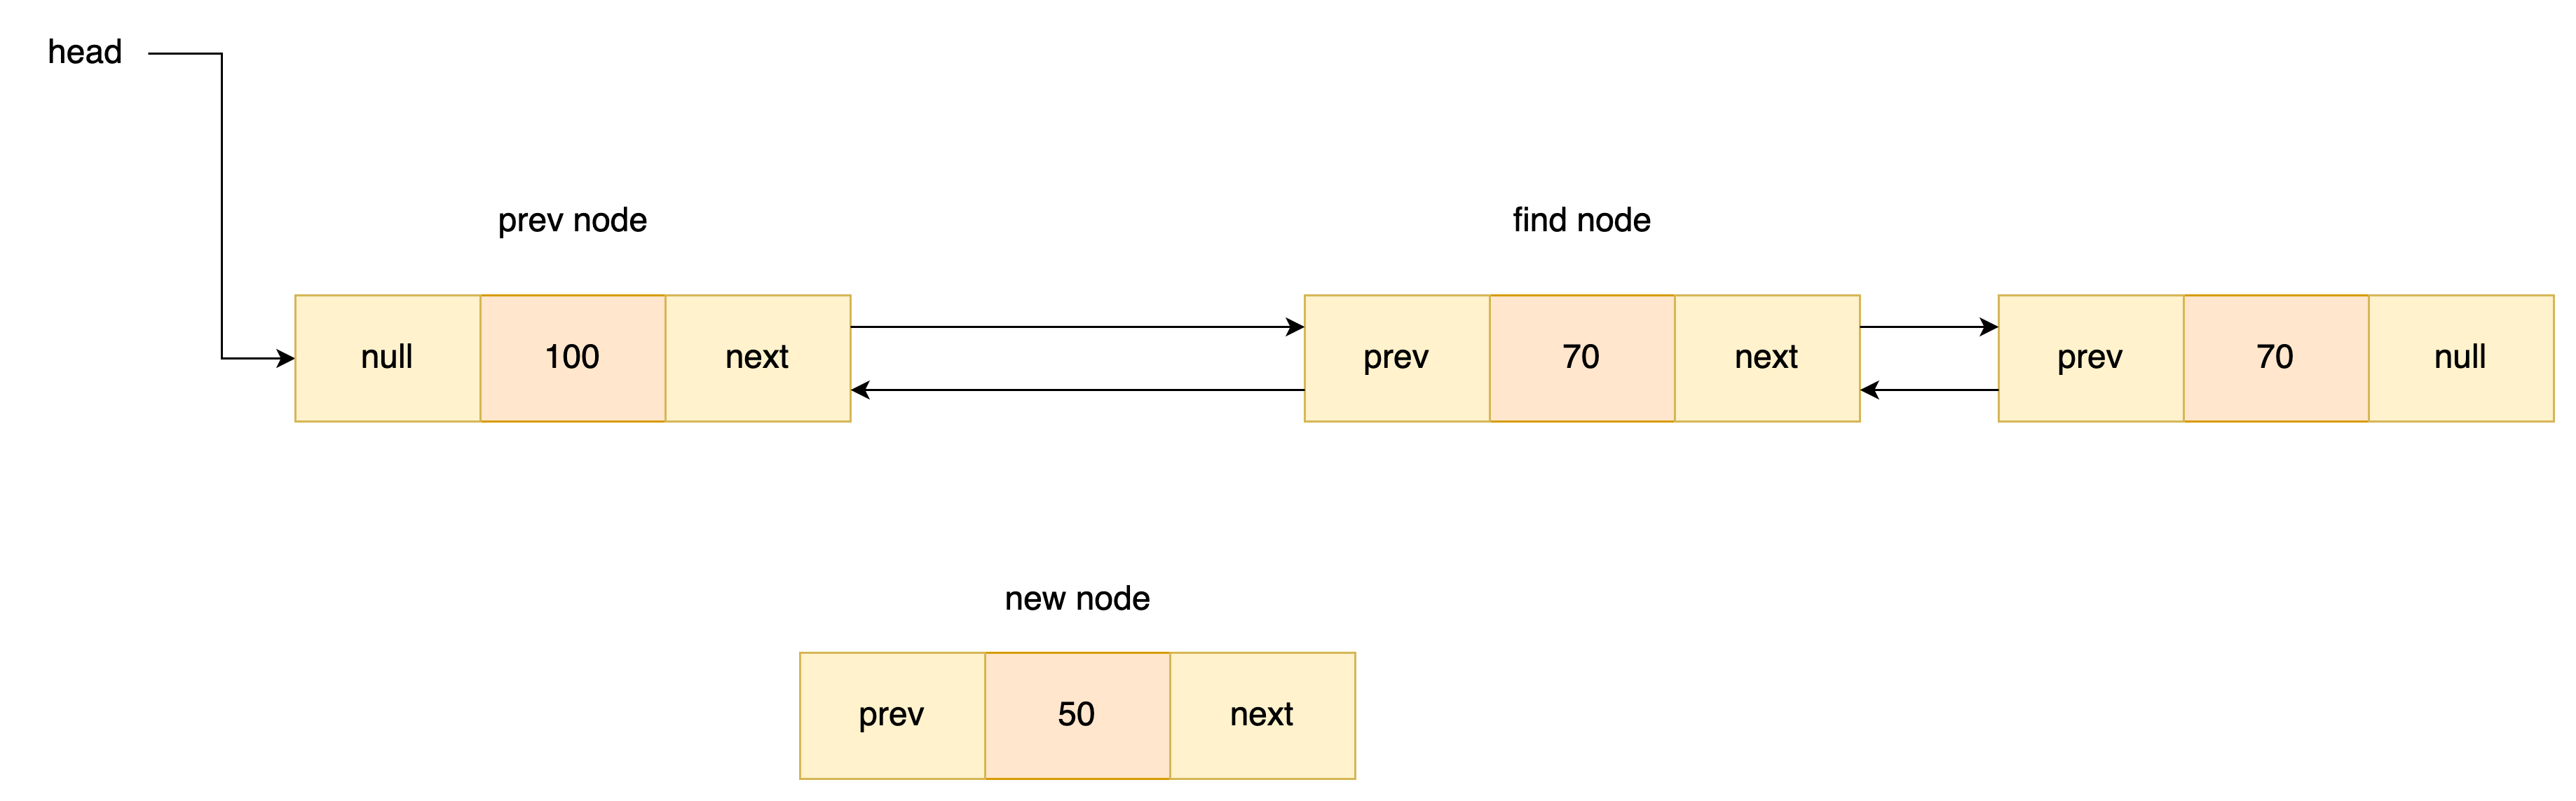 head
prev node
find node
null 100 next
prev 70 next
prev 70 null
new node
prev 50 next